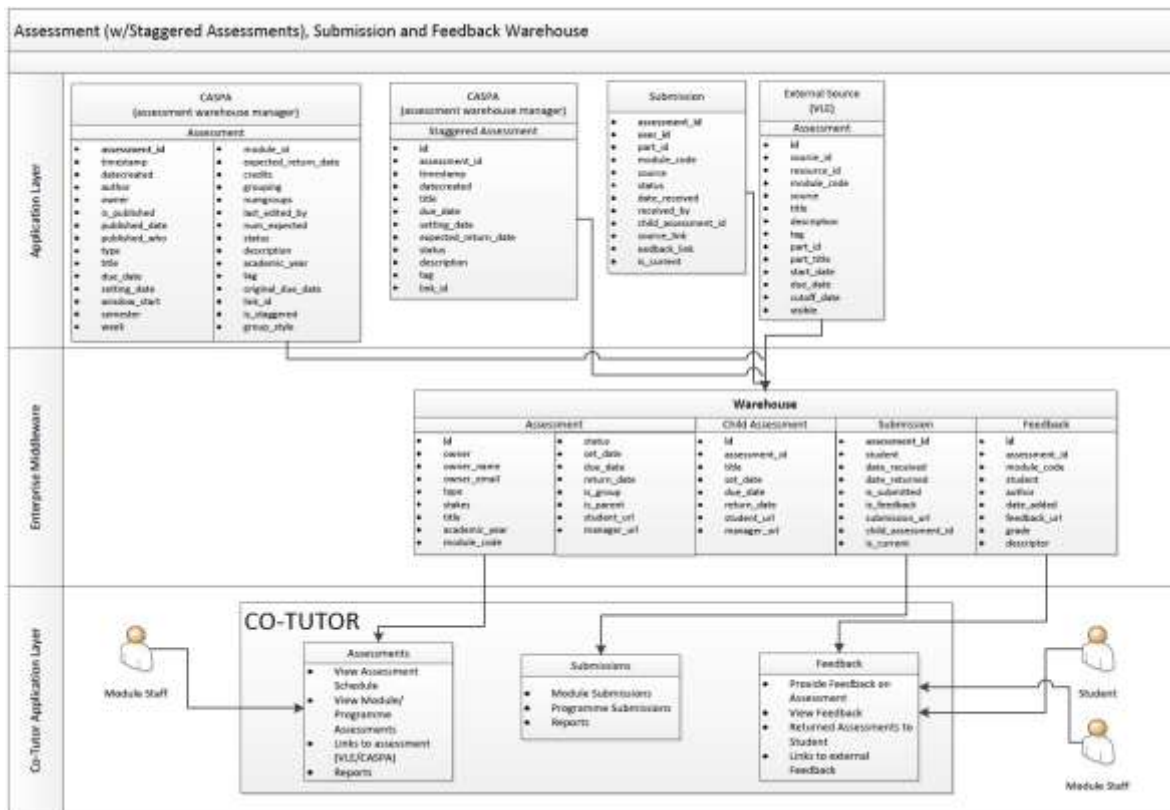 Assessment (w/Staggered Assessments), Submission and Feedback Warehouse
Application Layer
CASPA
(assessment warehouse manager)
Assessment
assessment_id
timestamp
datecreated
author
owner
is_published
published_date
published_who
type
title
due_date
setting_date
window_start
semester
week
module_id
expected_return_date
credits
grouping
numgroups
last_edited_by
num_expected
status
description
academic_year
tag
original_due_date
link_id
is_staggered
group_style
CASPA
(assessment warehouse manager)
Staggered Assessment
id
assessment_id
timestamp
datecreated
title
due_date
setting_date
expected_return_date
status
description
tag
link_id
Submission
assessment_id
user_id
part_id
module_code
source
status
date_received
received_by
child_assessment_id
source_link
is_current
External Source
(VLE)
Assessment
id
source_id
resource_id
module_code
source
title
description
tag
part_id
part_title
start_date
due_date
cutoff_date
visible
Enterprise Middleware
Warehouse
Assessment
id
owner
owner_name
owner_email
type
stakes
title
academic_year
module_code
status
set_date
due_date
return_date
is_group
is_parent
student_url
manager_url
Child Assessment
id
assessment_id
title
set_date
due_date
return_date
student_url
manager_url
Submission
assessment_id
student
date_received
date_returned
is_submitted
is_feedback
submission_url
child_assessment_id
is_current
Feedback
id
assessment_id
module_code
student
author
date_added
feedback_url
grade
descriptor
Co-Tutor Application Layer
CO-TUTOR
Module Staff
Assessments
View Assessment
Schedule
View Module/
Programme
Assessments
Links to assessment
(VLE/CASPA)
Reports
Submissions
Module Submissions
Programme Submissions
Reports
Feedback
Provide Feedback on
Assessment
View Feedback
Returned Assessments to
Student
Links to external
Feedback
Student
Module Staff